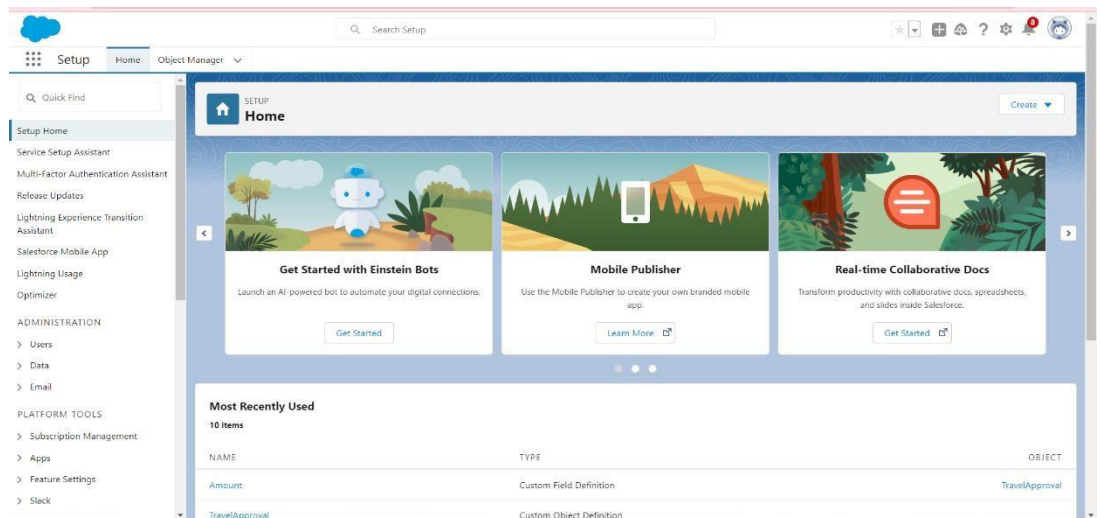 Search Setup
8
Setup
Home
Object Manager
Quick Find
Setup Home
Service Setup Assistant
Multi-Factor Authentication Assistant
Release Updates
Lightning Experience Transition
Assistant
Salesforce Mobile App
Lightning Usage
Optimizer
ADMINISTRATION
Users
Data
Email
PLATFORM TOOLS
Subscription Management
Apps
Feature Settings
Slack
SETUP
Home
Create
Get Started with Einstein Bots
Launch an AI-powered bot to automate your digital connections.
Get Started
Mobile Publisher
Use the Mobile Publisher to create your own branded mobile
app.
Learn More
Real-time Collaborative Docs
Transform productivity with collaborative docs, spreadsheets,
and slides inside Salesforce.
Get Started
Most Recently Used
10 items
NAME TYPE OBJECT
Amount Custom Field Definition TravelApproval
TravelApproval Custom Object Definition